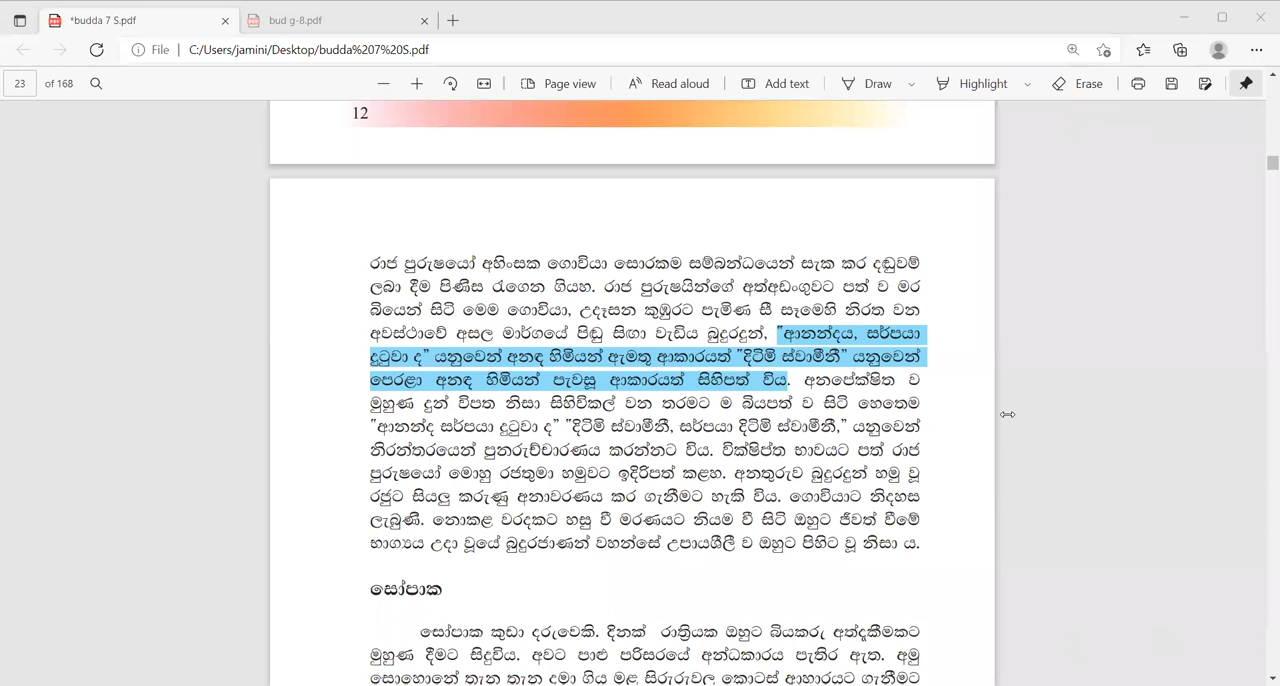 *budda 7 S.pdf
bud g-8.pdf
File
C:/Users/jamini/Desktop/budda%207%20S.pdf
23 of 168
Page view
Read aloud
Add text
Draw
Highlight
Erase
12
රාජ පුරුෂයෝ අහිංසක ගොවියා සොරකම සම්බන්ධයෙන් සැක කර දඬුවම්
ලබා දීම පිණිස රැගෙන ගියහ. රාජ පුරුෂයින්ගේ අත්අඩංගුවට පත් ව මර
බියෙන් සිටි මෙම ගොවියා, උදෑසන කුඹුරට පැමිණ සී සෑමෙහි නිරත වන
අවස්ථාවේ අසල මාර්ගයේ පිඬු සිඟා වැඩිය බුදුරදුන්, "ආනන්දය, සර්පයා
දුටුවා ද" යනුවෙන් අනඳ හිමියන් ඇමතූ ආකාරයත් "දිටිමි ස්වාමීනී" යනුවෙන්
පෙරළා අනඳ හිමියන් පැවසූ ආකාරයත් සිහිපත් විය. අනපේක්ෂිත ව
මුහුණ දුන් විපත නිසා සිහිවිකල් වන තරමට ම බියපත් ව සිටි හෙතෙම
"ආනන්ද සර්පයා දුටුවා ද" "දිටිමි ස්වාමීනී, සර්පයා දිටිමි ස්වාමීනී," යනුවෙන්
නිරන්තරයෙන් පුනරුච්චාරණය කරන්නට විය. වික්ෂිප්ත භාවයට පත් රාජ
පුරුෂයෝ මොහු රජතුමා හමුවට ඉදිරිපත් කළහ. අනතුරුව බුදුරදුන් හමු වූ
රජුට සියලු කරුණු අනාවරණය කර ගැනීමට හැකි විය. ගොවියාට නිදහස
ලැබුණි. නොකළ වරදකට හසු වී මරණයට නියම වී සිටි ඔහුට ජීවත් වීමේ
භාග්‍යය උදා වූයේ බුදුරජාණන් වහන්සේ උපායශීලී ව ඔහුට පිහිට වූ නිසා ය.
සෝපාක
සෝපාක කුඩා දරුවෙකි. දිනක් රාත්‍රියක ඔහුට බියකරු අත්දැකීමකට
මුහුණ දීමට සිදුවිය. අවට පාළු පරිසරයේ අන්ධකාරය පැතිර ඇත. අමු
සොහොනේ තැන තැන දමා ගිය මළ සිරුරුවල කොටස් ආහාරයට ගැනීමට